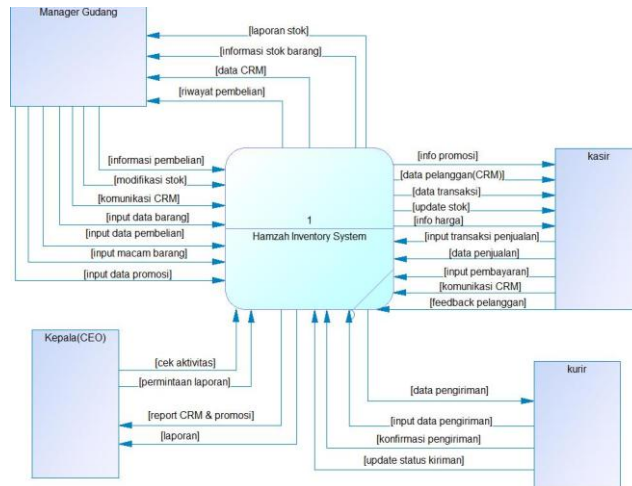 Manager Gudang
[laporan stok]
[informasi stok barang]
[data CRM]
[riwayat pembelian]
[informasi pembelian]
[modifikasi stok]
[komunikasi CRM]
[input data barang]
[input data pembelian]
[input macam barang]
[input data promosi]
1
Hamzah Inventory System
kasir
[info promosi]
[data pelanggan(CRM)]
[data transaksi]
[update stok]
[info harga]
[input transaksi penjualan]
[data penjualan]
[input pembayaran]
[komunikasi CRM]
[feedback pelanggan]
Kepala(CEO)
[cek aktivitas]
[permintaan laporan]
[report CRM & promosi]
[laporan]
kurir
[data pengiriman]
[input data pengiriman]
[konfirmasi pengiriman]
[update status kiriman]